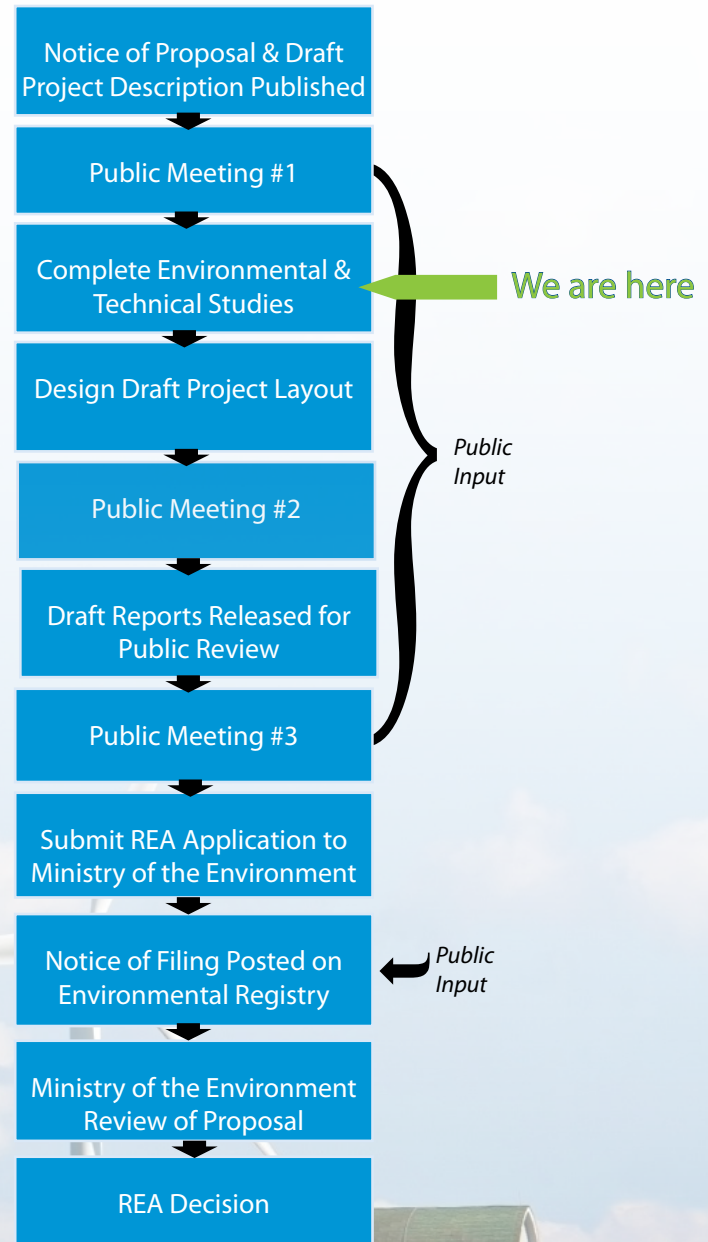 Notice of Proposal & Draft
Project Description Published
Public Meeting #1
Complete Environmental &
Technical Studies
We are here
Design Draft Project Layout
Public
Input
Public Meeting #2
Draft Reports Released for
Public Review
Public Meeting #3
Submit REA Application to
Ministry of the Environment
Notice of Filing Posted on
Environmental Registry
Public
Input
Ministry of the Environment
Review of Proposal
REA Decision